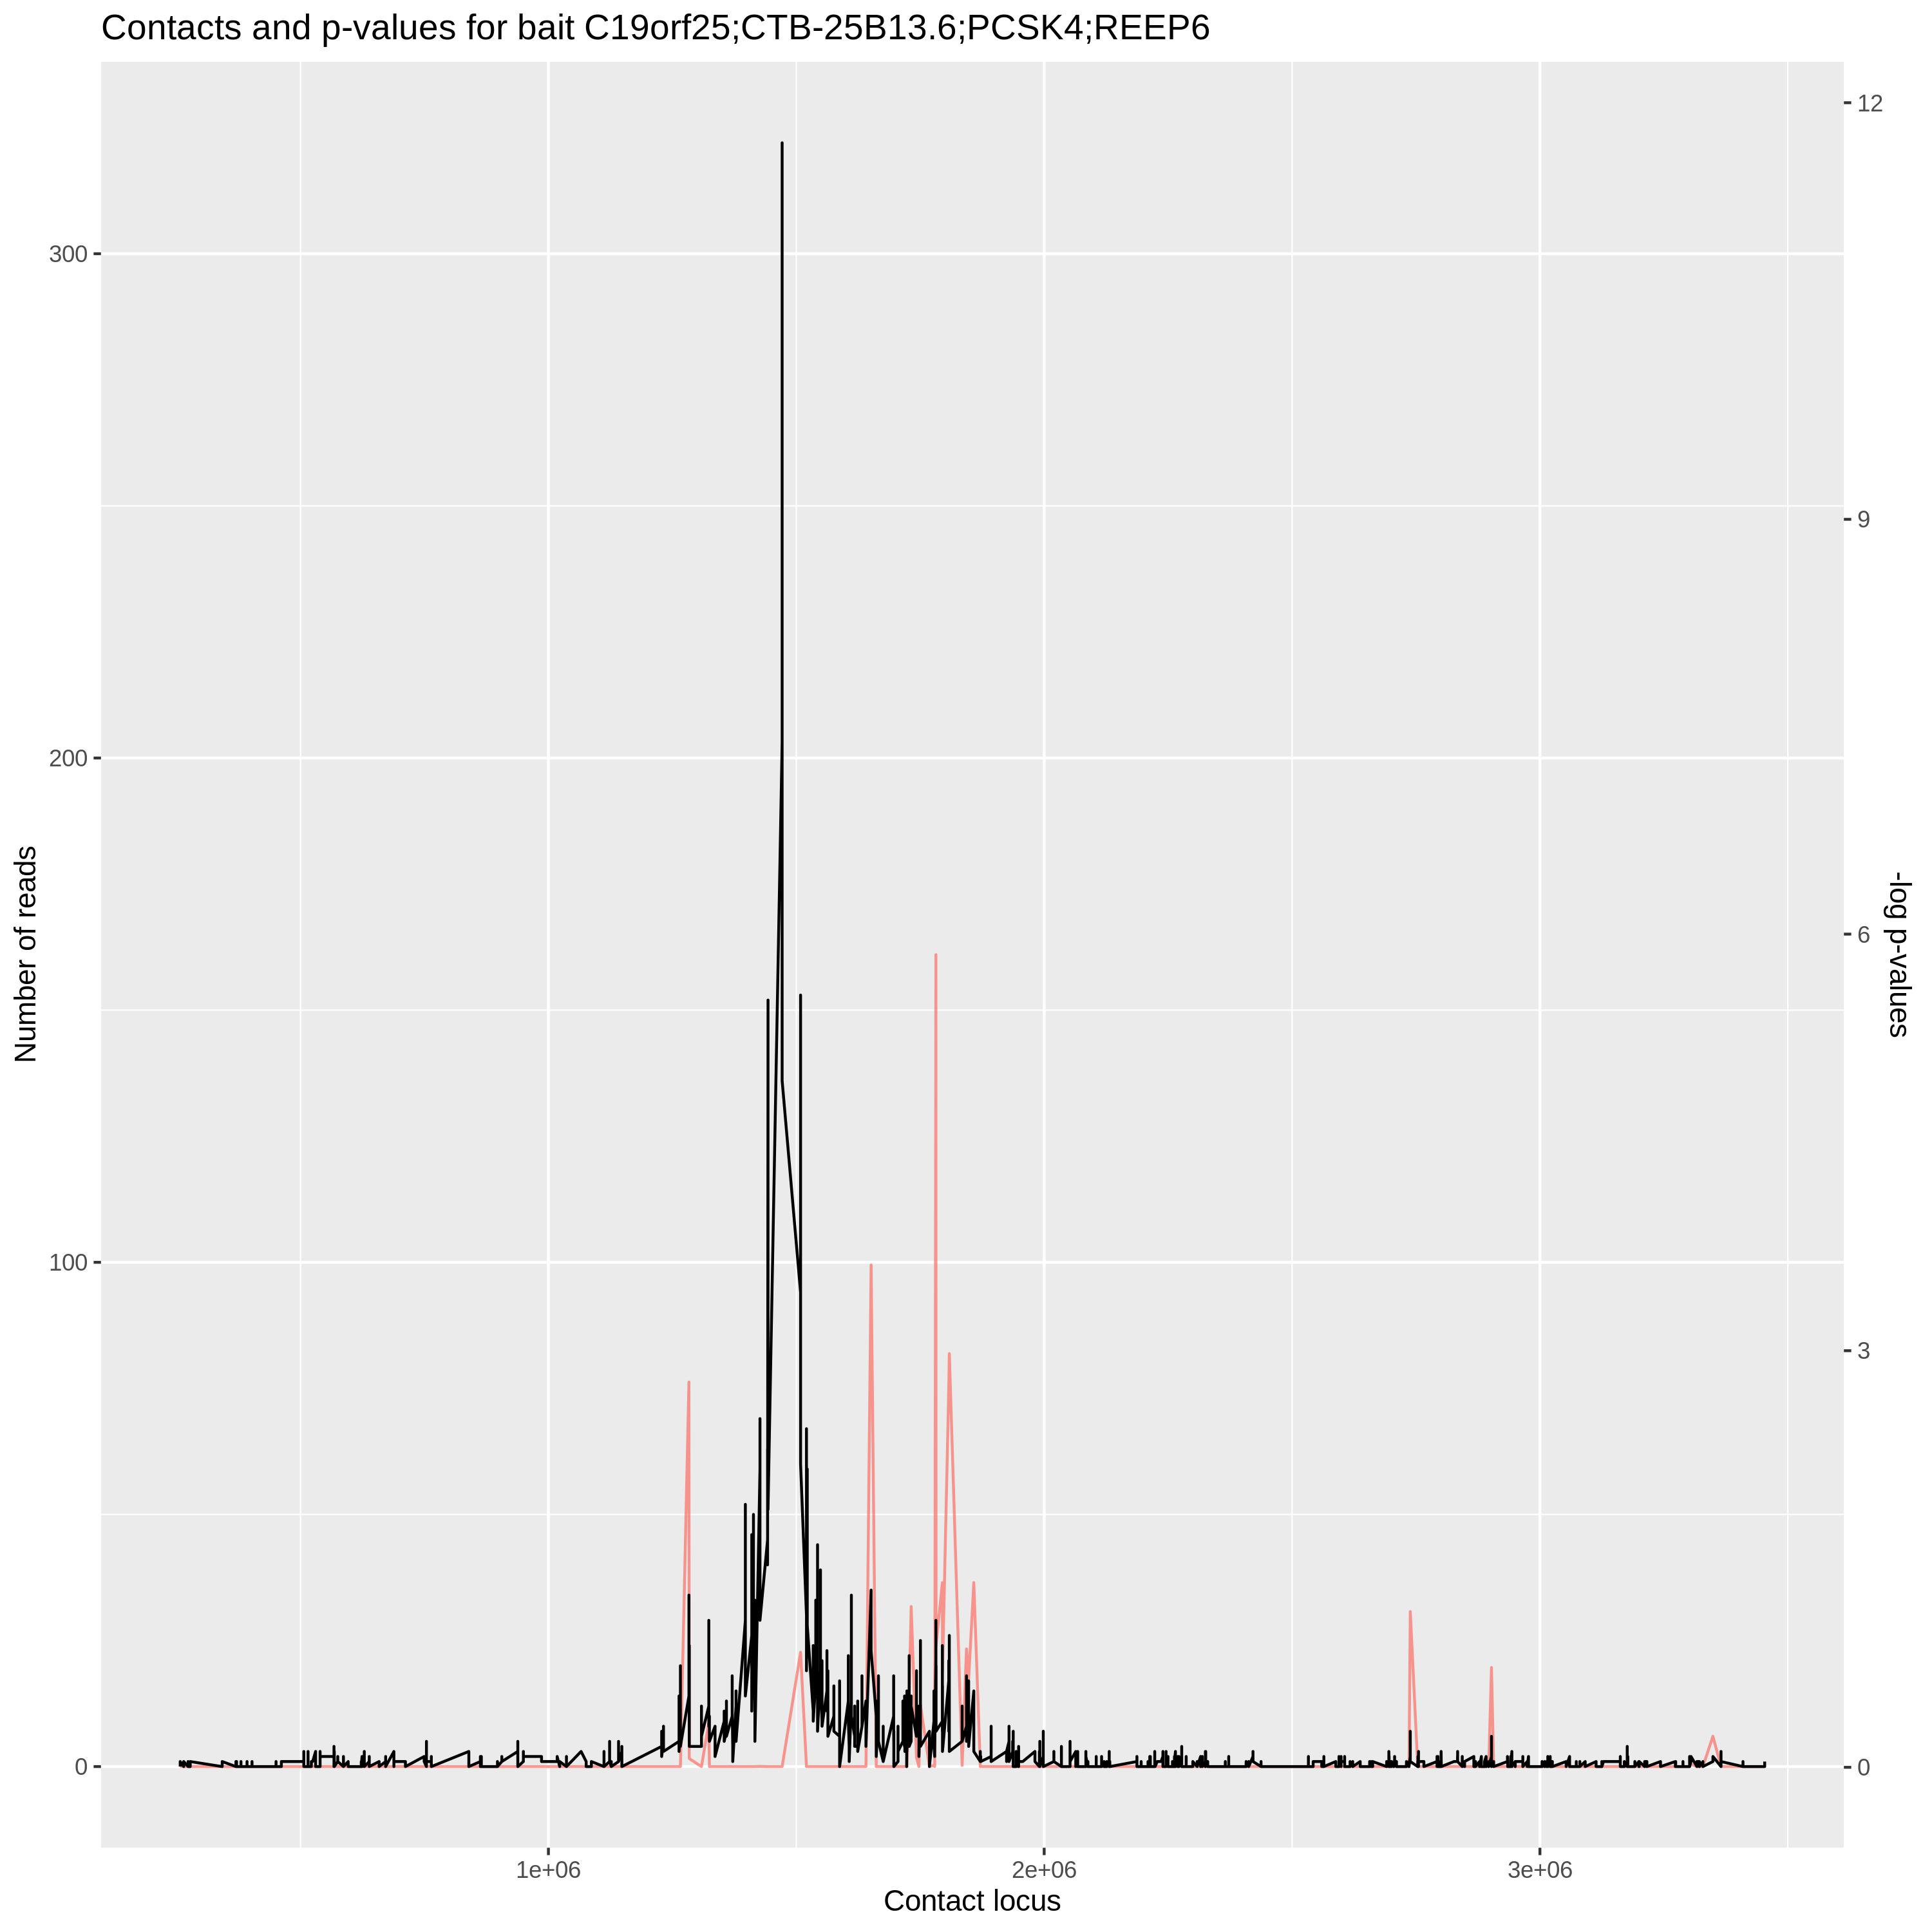 Contacts and p-values for bait C19orf25;CTB-25B13.6;PCSK4;REEP6
12
300
9
200
Number of reads
-log p-values
6
100
3
0
0
1e+06
2e+06
3e+06
Contact locus